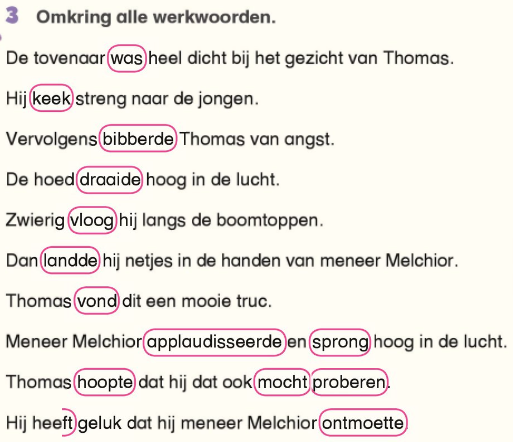 3 Omkring alle werkwoorden.
De tovenaar was heel dicht bij het gezicht van Thomas.
Hij keek streng naar de jongen.
Vervolgens bibberde Thomas van angst.
De hoed draaide hoog in de lucht.
Zwierig vloog hij langs de boomtoppen.
Dan landde hij netjes in de handen van meneer Melchior.
Thomas vond dit een mooie truc.
Meneer Melchior applaudisseerde en sprong hoog in de lucht.
Thomas hoopte dat hij dat ook mocht proberen.
Hij heeft geluk dat hij meneer Melchior ontmoette.